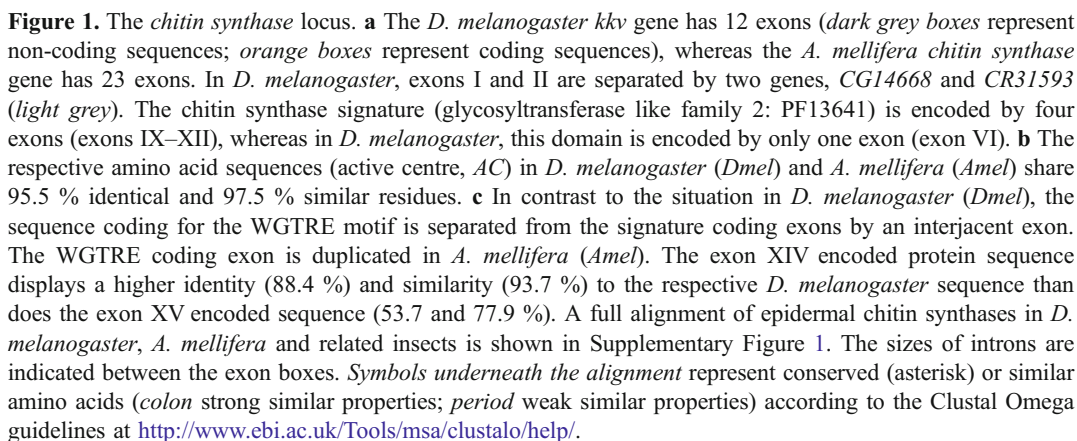 Figure 1. The chitin synthase locus. a The D. melanogaster kkv gene has 12 exons (dark grey boxes represent
non-coding sequences; orange boxes represent coding sequences), whereas the A. mellifera chitin synthase
gene has 23 exons. In D. melanogaster, exons I and II are separated by two genes, CG14668 and CR31593
(light grey). The chitin synthase signature (glycosyltransferase like family 2: PF13641) is encoded by four
exons (exons IX–XII), whereas in D. melanogaster, this domain is encoded by only one exon (exon VI). b The
respective amino acid sequences (active centre, AC) in D. melanogaster (Dmel) and A. mellifera (Amel) share
95.5 % identical and 97.5 % similar residues. c In contrast to the situation in D. melanogaster (Dmel), the
sequence coding for the WGTRE motif is separated from the signature coding exons by an interjacent exon.
The WGTRE coding exon is duplicated in A. mellifera (Amel). The exon XIV encoded protein sequence
displays a higher identity (88.4 %) and similarity (93.7 %) to the respective D. melanogaster sequence than
does the exon XV encoded sequence (53.7 and 77.9 %). A full alignment of epidermal chitin synthases in D.
melanogaster, A. mellifera and related insects is shown in Supplementary Figure 1. The sizes of introns are
indicated between the exon boxes. Symbols underneath the alignment represent conserved (asterisk) or similar
amino acids (colon strong similar properties; period weak similar properties) according to the Clustal Omega
guidelines at http://www.ebi.ac.uk/Tools/msa/clustalo/help/.